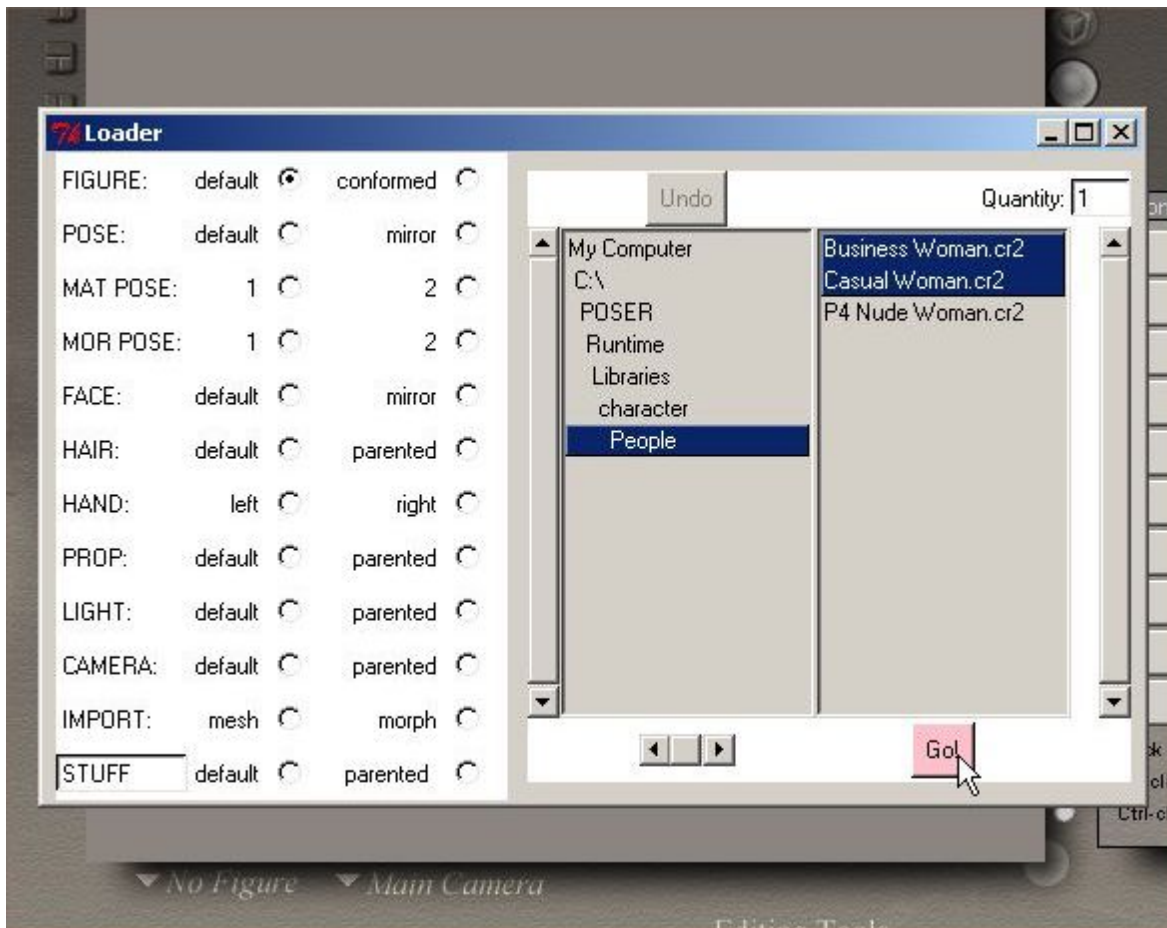 Loader
FIGURE: default conformed
POSE: default mirror
MAT POSE: 1 2
MOR POSE: 1 2
FACE: default mirror
HAIR: default parented
HAND: left right
PROP: default parented
LIGHT: default parented
CAMERA: default parented
IMPORT: mesh morph
STUFF default parented
Undo
Quantity: 1
My Computer
C:\
POSER
Runtime
Libraries
character
People
Business Woman.cr2
Casual Woman.cr2
P4 Nude Woman.cr2
Go!
No Figure
Main Camera